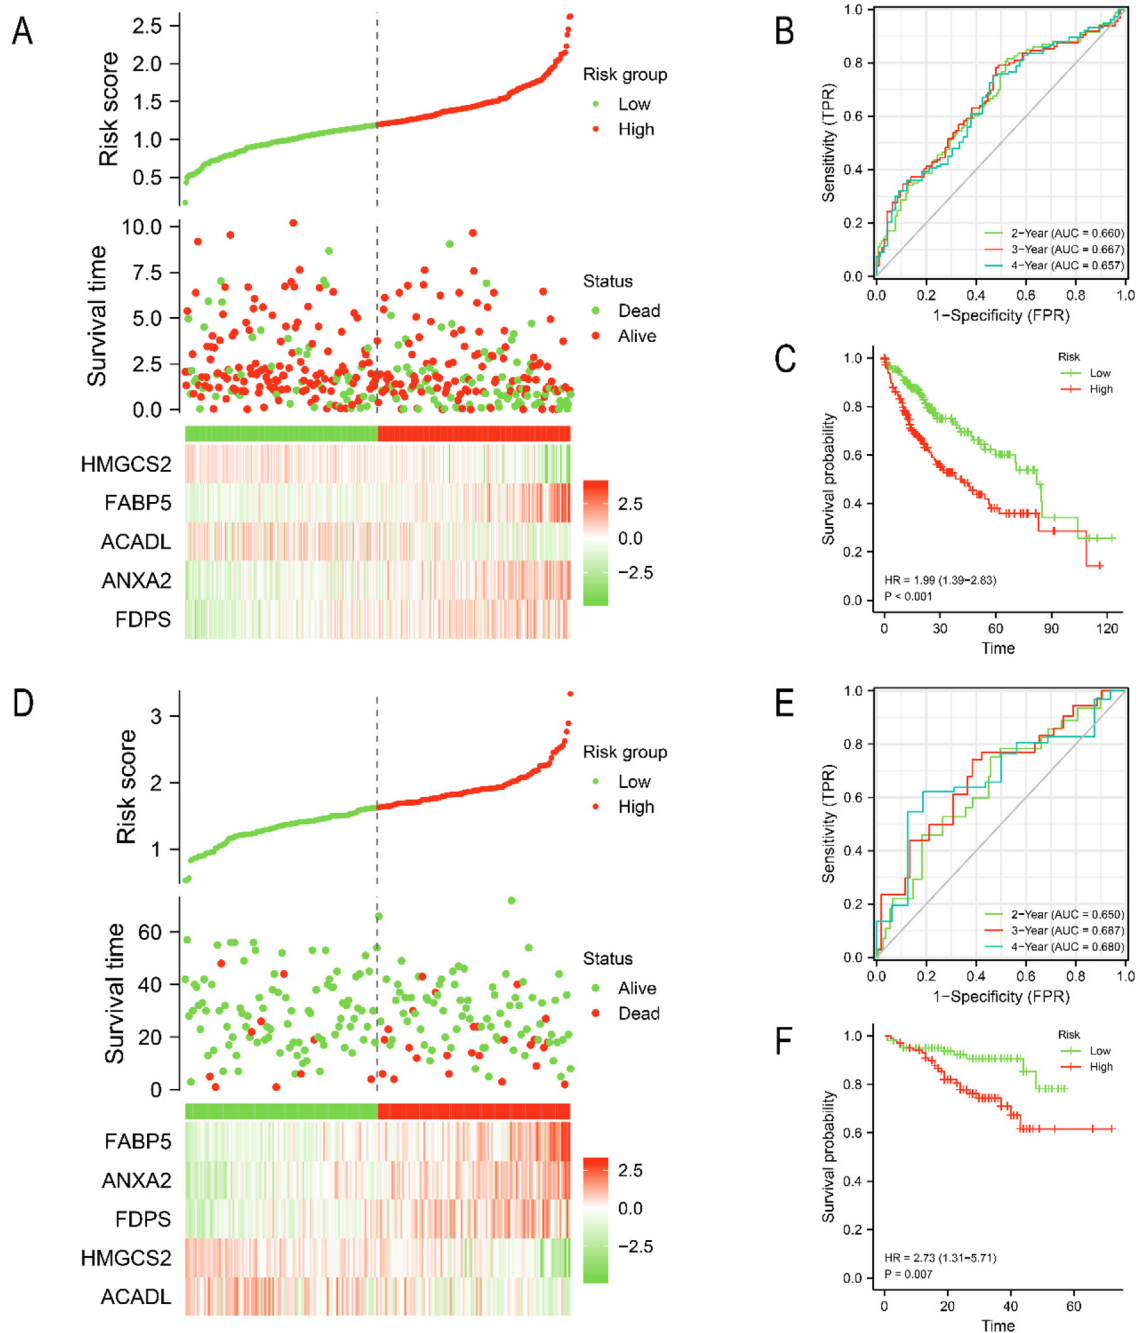 A
Risk score
2.5
2.0
1.5
1.0
0.5
Risk group
Low
High
Survival time
10.0
7.5
5.0
2.5
0.0
Status
Dead
Alive
HMGCS2
FABP5
ACADL
ANXA2
FDPS
2.5
0.0
−2.5
B
Sensitivity (TPR)
1.0
0.8
0.6
0.4
0.2
0.0
2−Year (AUC = 0.660)
3−Year (AUC = 0.667)
4−Year (AUC = 0.657)
0.0 0.2 0.4 0.6 0.8 1.0
1−Specificity (FPR)
C
Survival probability
1.0
0.8
0.6
0.4
0.2
0.0
Risk
Low
High
HR = 1.99 (1.39−2.83)
P < 0.001
0 30 60 90 120
Time
D
Risk score
3
2
1
Risk group
Low
High
Survival time
60
40
20
0
Status
Alive
Dead
FABP5
ANXA2
FDPS
HMGCS2
ACADL
2.5
0.0
−2.5
E
Sensitivity (TPR)
1.0
0.8
0.6
0.4
0.2
0.0
2−Year (AUC = 0.650)
3−Year (AUC = 0.687)
4−Year (AUC = 0.680)
0.0 0.2 0.4 0.6 0.8 1.0
1−Specificity (FPR)
F
Survival probability
1.0
0.8
0.6
0.4
0.2
0.0
Risk
Low
High
HR = 2.73 (1.31−5.71)
P = 0.007
0 20 40 60
Time